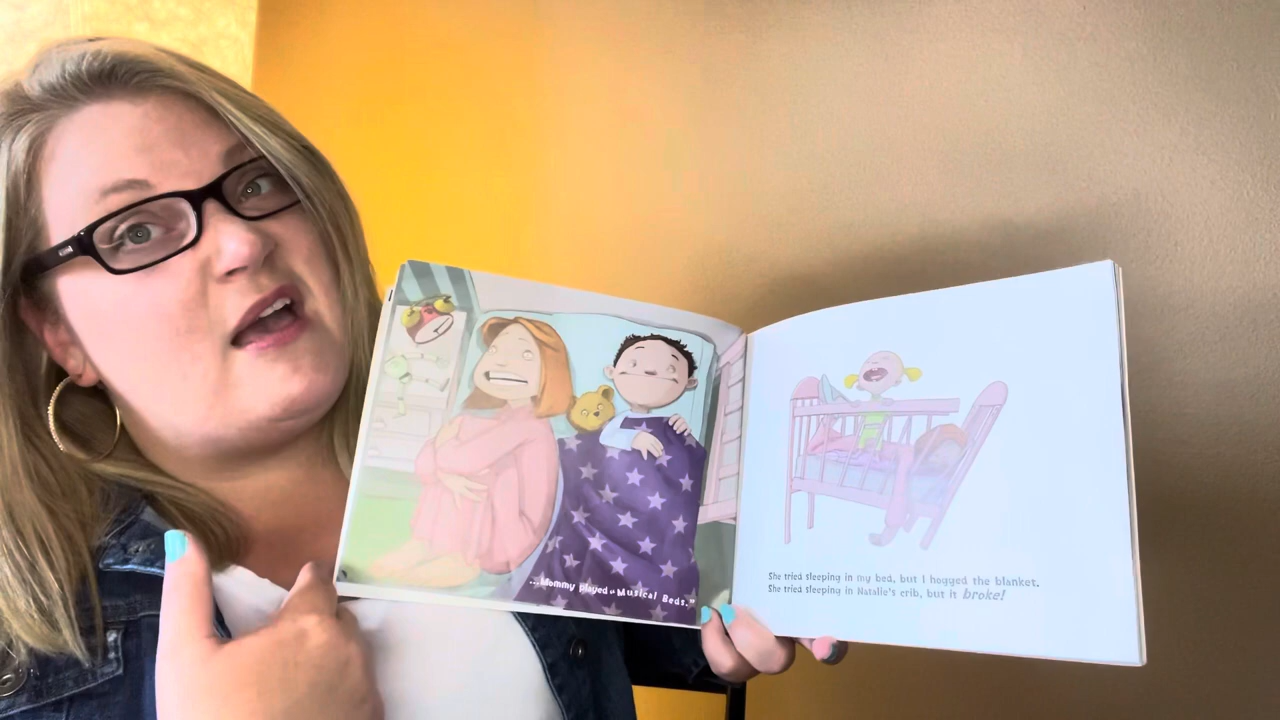 ...Mommy played a Musical Beds."
She tried sleeping in my bed, but I hogged the blanket.
She tried sleeping in Natalie's crib, but it broke!